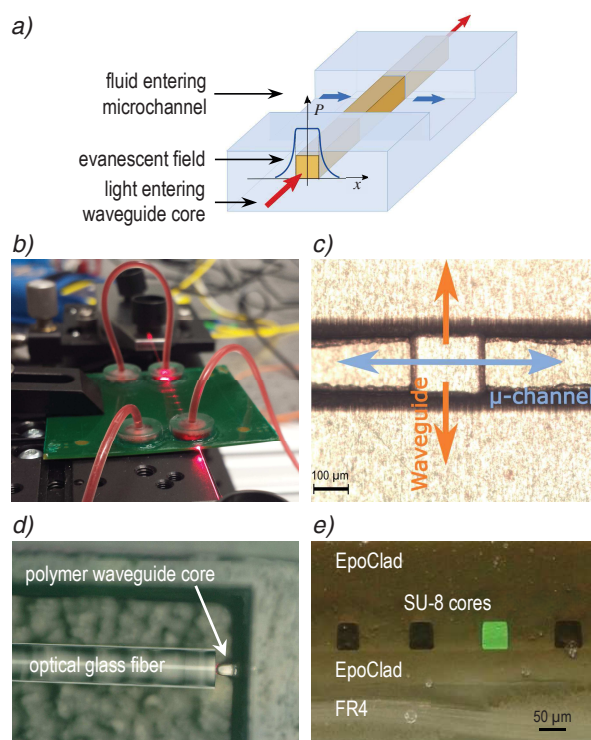 a)
fluid entering
microchannel
P
evanescent field
light entering
waveguide core
x
b)
c)
Waveguide
μ-channel
100 μm
d)
polymer waveguide core
optical glass fiber
e)
EpoClad
SU-8 cores
EpoClad
FR4
50 μm